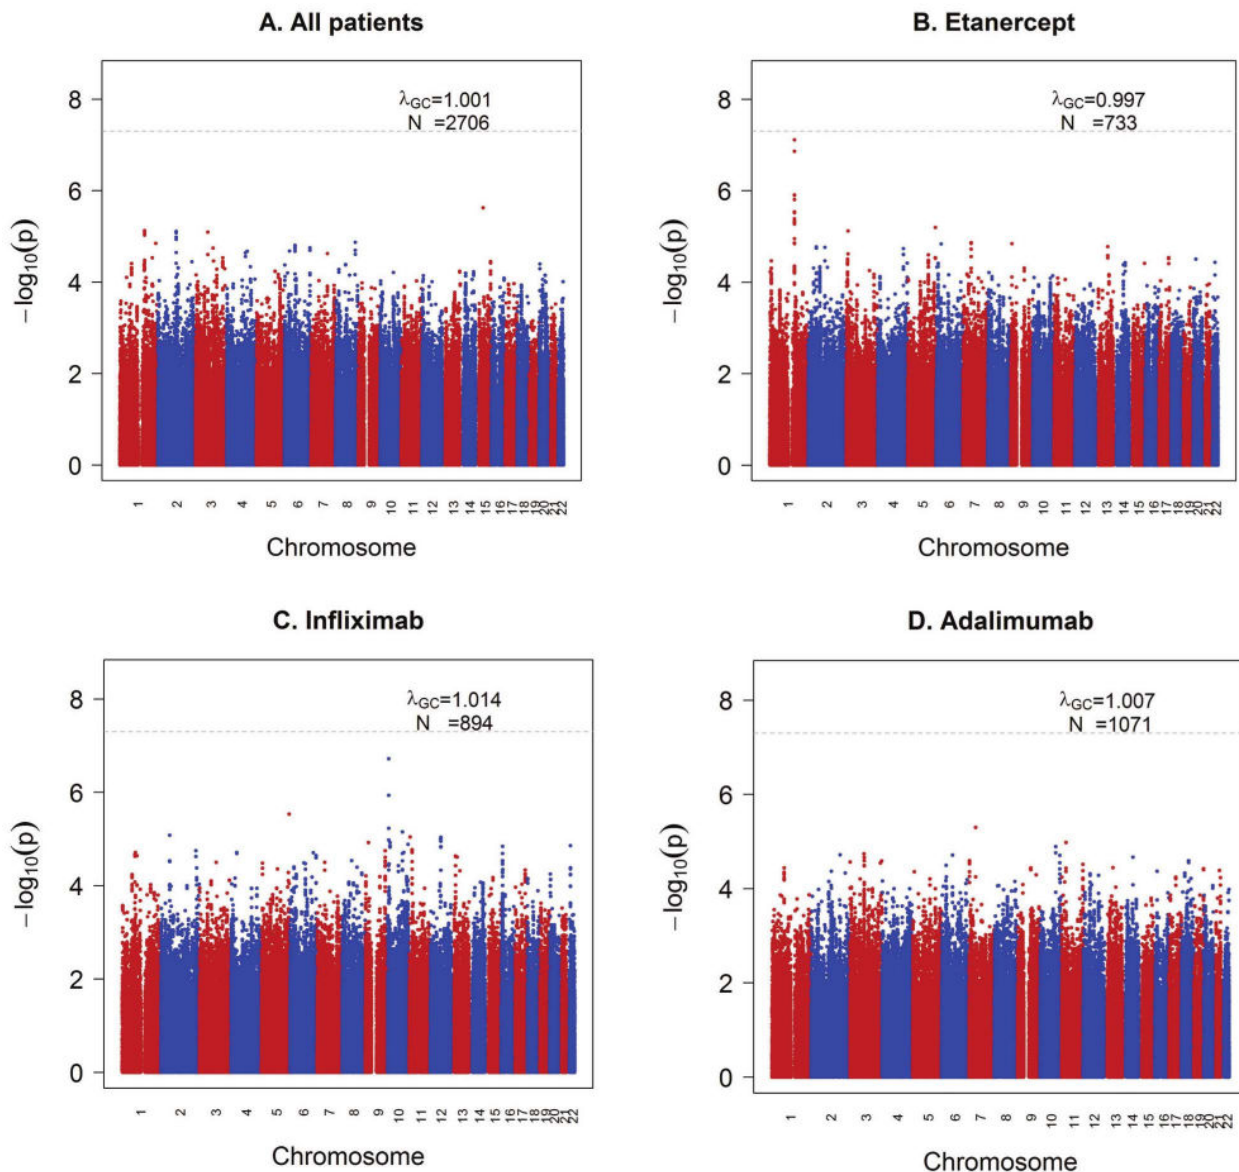 A. All patients
8
6
4
2
0
−log10(p)
λGC=1.001
N =2706
1 2 3 4 5 6 7 8 9 10 11 12 13 14 15 16 17 18 19 20 21 22
Chromosome
B. Etanercept
8
6
4
2
0
−log10(p)
λGC=0.997
N =733
1 2 3 4 5 6 7 8 9 10 11 12 13 14 15 16 17 18 19 20 21 22
Chromosome
C. Infliximab
8
6
4
2
0
−log10(p)
λGC=1.014
N =894
1 2 3 4 5 6 7 8 9 10 11 12 13 14 15 16 17 18 19 20 21 22
Chromosome
D. Adalimumab
8
6
4
2
0
−log10(p)
λGC=1.007
N =1071
1 2 3 4 5 6 7 8 9 10 11 12 13 14 15 16 17 18 19 20 21 22
Chromosome